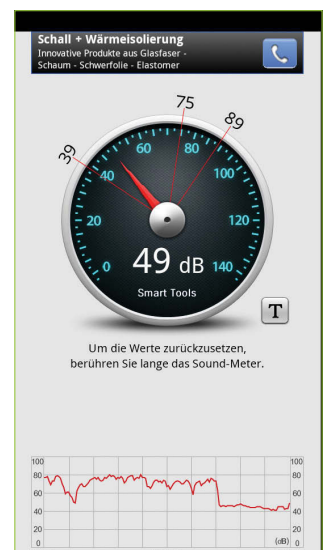 Schall + Wärmeisolierung
Innovative Produkte aus Glasfaser -
Schaum - Schwerfolie - Elastomer
39
75
89
0
20
40
60
80
100
120
140
49 dB
Smart Tools
T
Um die Werte zurückzusetzen,
berühren Sie lange das Sound-Meter.
100 100
80 80
60 60
40 40
20 20
0 (dB) 0